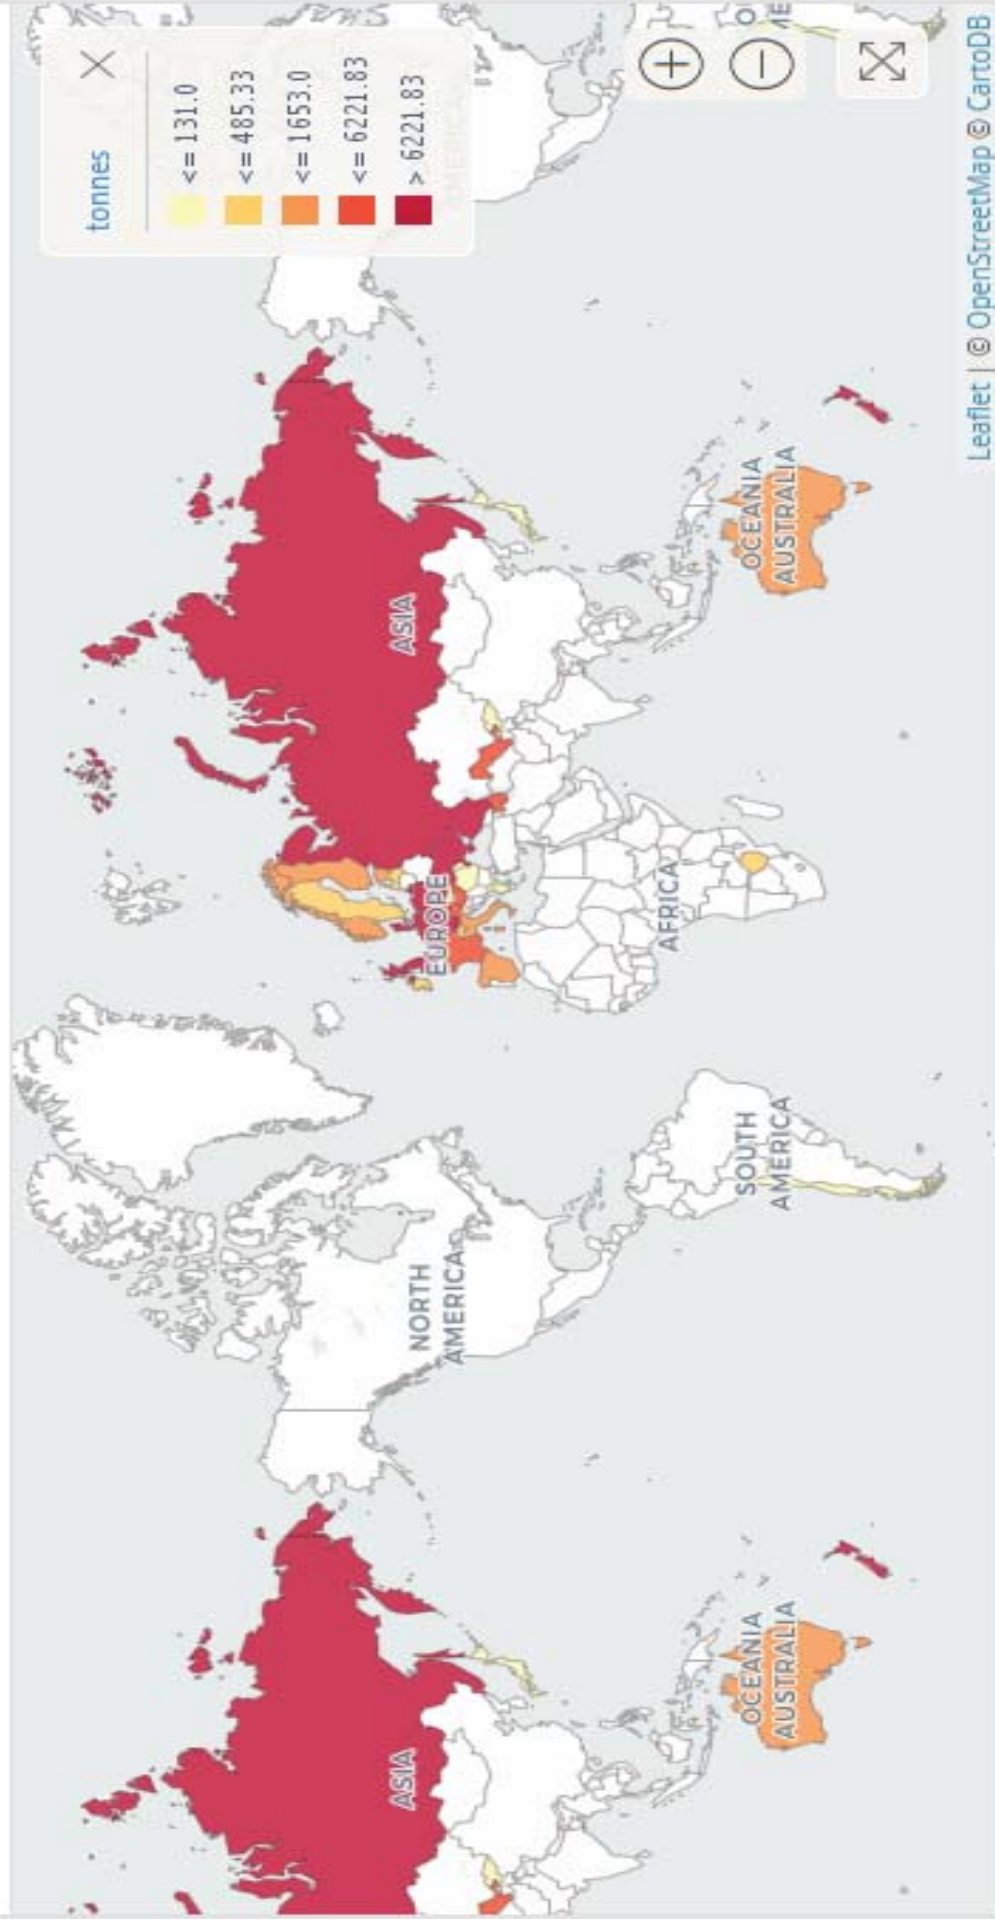 tonnes
<= 131.0
<= 485.33
<= 1653.0
<= 6221.83
> 6221.83
ASIA
NORTH
AMERICA
EUROPE
ASIA
AFRICA
SOUTH
AMERICA
OCEANIA
AUSTRALIA
OCEANIA
AUSTRALIA
Leaflet | © OpenStreetMap © CartoDB